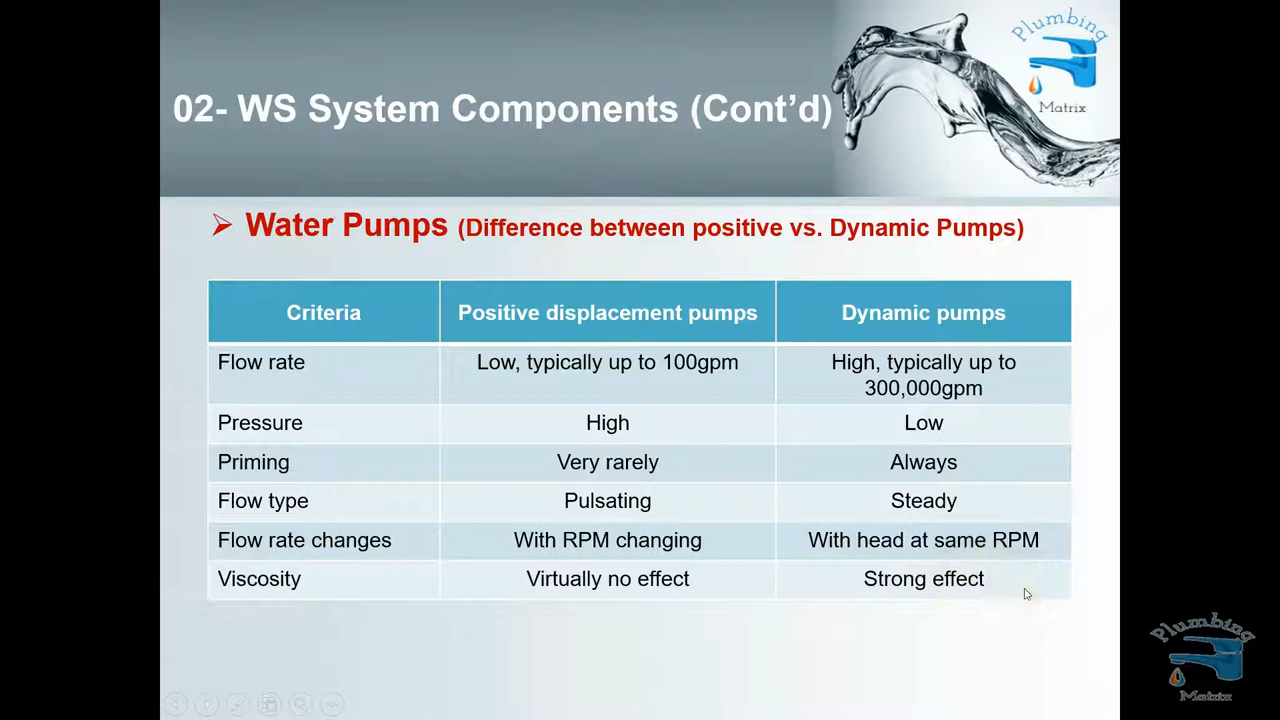 Plumbing
Matrix
02- WS System Components (Cont’d)
Water Pumps (Difference between positive vs. Dynamic Pumps)
Criteria Positive displacement pumps Dynamic pumps
Flow rate Low, typically up to 100gpm High, typically up to
300,000gpm
Pressure High Low
Priming Very rarely Always
Flow type Pulsating Steady
Flow rate changes With RPM changing With head at same RPM
Viscosity Virtually no effect Strong effect
Plumbing
Matrix